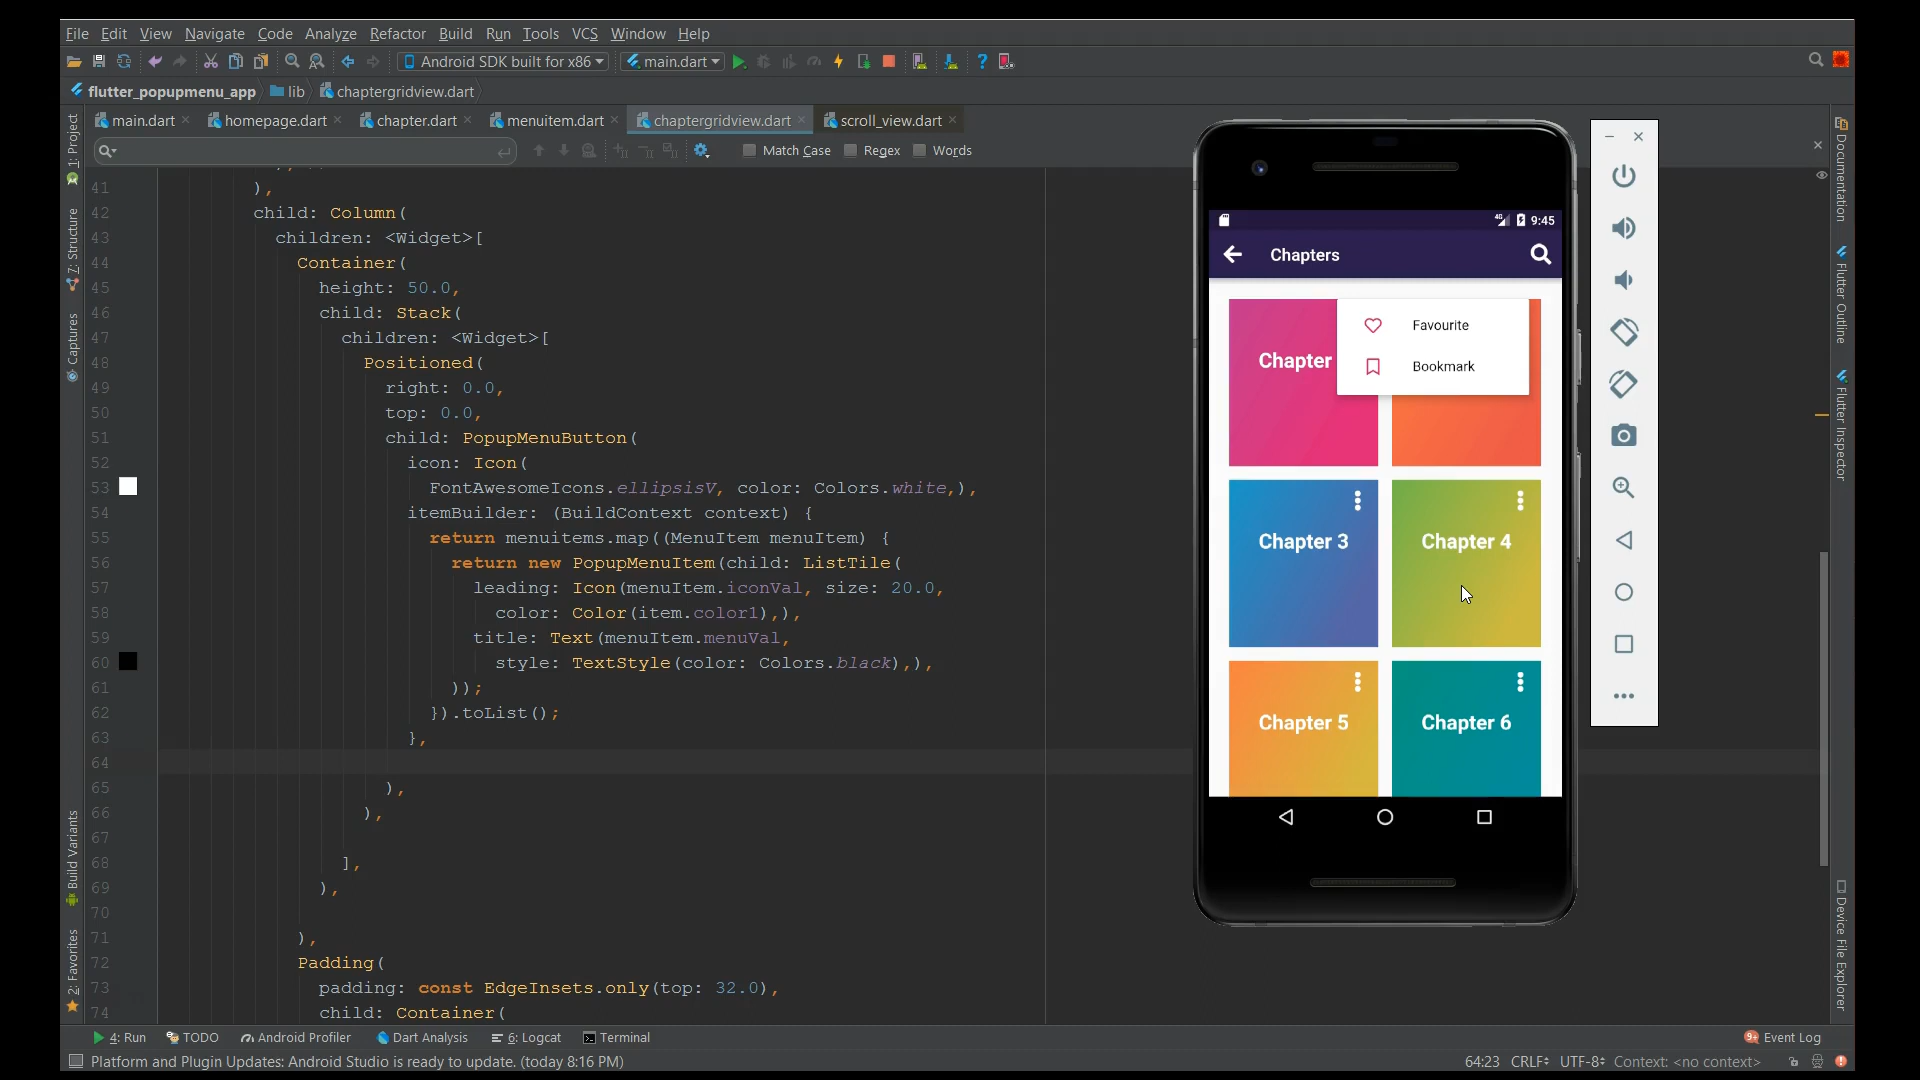 File Edit View Navigate Code Analyze Refactor Build Run Tools VCS Window Help
Android SDK built for x86 main.dart
flutter_popupmenu_app lib chaptergridview.dart
main.dart homepage.dart chapter.dart menuitem.dart chaptergridview.dart scroll_view.dart
Match Case Regex Words
1: Project
7: Structure
Captures
Build Variants
2: Favorites
41 ),
42 child: Column(
43 children: <Widget>[
44 Container(
45 height: 50.0,
46 child: Stack(
47 children: <Widget>[
48 Positioned(
49 right: 0.0,
50 top: 0.0,
51 child: PopupMenuButton(
52 icon: Icon(
53 FontAwesomeIcons.ellipsisV, color: Colors.white,),
54 itemBuilder: (BuildContext context) {
55 return menuitems.map((MenuItem menuItem) {
56 return new PopupMenuItem(child: ListTile(
57 leading: Icon(menuItem.iconVal, size: 20.0,
58 color: Color(item.color1),),
59 title: Text(menuItem.menuVal,
60 style: TextStyle(color: Colors.black),),
61 ));
62 }).toList();
63 },
64
65 ),
66 ),
67
68 ],
69 ),
70
71 ),
72 Padding(
73 padding: const EdgeInsets.only(top: 32.0),
74 child: Container(
4G 9:45
Chapters
Chapter
Favourite
Bookmark
Chapter 3 Chapter 4
Chapter 5 Chapter 6
Documentation
Flutter Outline
Flutter Inspector
Device File Explorer
4: Run TODO Android Profiler Dart Analysis 6: Logcat Terminal 9+ Event Log
Platform and Plugin Updates: Android Studio is ready to update. (today 8:16 PM) 64:23 CRLF UTF-8 Context: <no context>